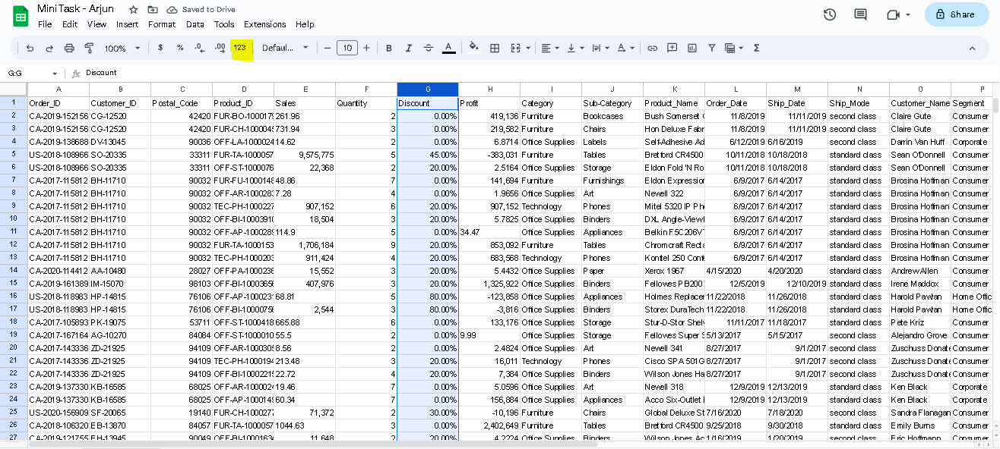 MiniTask - Arjun Saved to Drive
File Edit View Insert Format Data Tools Extensions Help
Share
100% $ % .0 .00 123 Defaul... − 10 + B I S A Σ
G:G fx Discount
A B C D E F G H I J K L M N O P
1 Order_ID Customer_ID Postal_Code Product_ID Sales Quantity Discount Profit Category Sub-Category Product_Name Order_Date Ship_Date Ship_Mode Customer_Name Segment
2 CA-2019-152156 CG-12520 42420 FUR-BO-100017 261.96 2 0.00% 419,136 Furniture Bookcases Bush Somerset 11/8/2019 11/11/2019 second class Claire Gute Consumer
3 CA-2019-152156 CG-12520 42420 FUR-CH-100004 731.94 3 0.00% 219,582 Furniture Chairs Hon Deluxe Fabr 11/8/2019 11/11/2019 second class Claire Gute Consumer
4 CA-2019-138688 DV-13045 90036 OFF-LA-1000024 14.62 2 0.00% 6.8714 Office Supplies Labels Self-Adhesive Ad 6/12/2019 6/16/2019 second class Darrin Van Huff Corporate
5 US-2018-108966 SO-20335 33311 FUR-TA-1000057 9,575,775 5 45.00% -383,031 Furniture Tables Bretford CR4500 10/11/2018 10/18/2018 standard class Sean O'Donnell Consumer
6 US-2018-108966 SO-20335 33311 OFF-ST-1000076 22,368 2 20.00% 2.5164 Office Supplies Storage Eldon Fold 'N Ro 10/11/2018 10/18/2018 standard class Sean O'Donnell Consumer
7 CA-2017-115812 BH-11710 90032 FUR-FU-1000148 48.86 7 0.00% 141,694 Furniture Furnishings Eldon Expression 6/9/2017 6/14/2017 standard class Brosina Hoffman Consumer
8 CA-2017-115812 BH-11710 90032 OFF-AR-100028 7.28 4 0.00% 1.9656 Office Supplies Art Newell 322 6/9/2017 6/14/2017 standard class Brosina Hoffman Consumer
9 CA-2017-115812 BH-11710 90032 TEC-PH-1000227 907,152 6 20.00% 907,152 Technology Phones Mitel 5320 IP Ph 6/9/2017 6/14/2017 standard class Brosina Hoffman Consumer
10 CA-2017-115812 BH-11710 90032 OFF-BI-1000391 18,504 3 20.00% 5.7825 Office Supplies Binders DXL Angle-View 6/9/2017 6/14/2017 standard class Brosina Hoffman Consumer
11 CA-2017-115812 BH-11710 90032 OFF-AP-100028 114.9 5 0.00% 34.47 Office Supplies Appliances Belkin F5C206V 6/9/2017 6/14/2017 standard class Brosina Hoffman Consumer
12 CA-2017-115812 BH-11710 90032 FUR-TA-1000153 1,706,184 9 20.00% 853,092 Furniture Tables Chromcraft Recta 6/9/2017 6/14/2017 standard class Brosina Hoffman Consumer
13 CA-2017-115812 BH-11710 90032 TEC-PH-1000203 911,424 4 20.00% 683,568 Technology Phones Konftel 250 Conf 6/9/2017 6/14/2017 standard class Brosina Hoffman Consumer
14 CA-2020-114412 AA-10480 28027 OFF-PA-1000236 15,552 3 20.00% 5.4432 Office Supplies Paper Xerox 1967 4/15/2020 4/20/2020 standard class Andrew Allen Consumer
15 CA-2019-161389 IM-15070 98103 OFF-BI-1000365 407,976 3 20.00% 1,325,922 Office Supplies Binders Fellowes PB200 12/5/2019 12/10/2019 standard class Irene Maddox Consumer
16 US-2018-118983 HP-14815 76106 OFF-AP-1000231 68.81 5 80.00% -123,858 Office Supplies Appliances Holmes Replacer 11/22/2018 11/26/2018 standard class Harold Pawlan Home Offic
17 US-2018-118983 HP-14815 76106 OFF-BI-1000075 2,544 3 80.00% -3,816 Office Supplies Binders Storex DuraTech 11/22/2018 11/26/2018 standard class Harold Pawlan Home Offic
18 CA-2017-105893 PK-19075 53711 OFF-ST-1000418 665.88 6 0.00% 133,176 Office Supplies Storage Stur-D-Stor Shelv 11/11/2017 11/18/2017 standard class Pete Kriz Consumer
19 CA-2017-167164 AG-10270 84084 OFF-ST-1000010 55.5 2 0.00% 9.99 Office Supplies Storage Fellowes Super S 5/13/2017 5/15/2017 second class Alejandro Grove Consumer
20 CA-2017-143336 ZD-21925 94109 OFF-AR-100030 8.56 2 0.00% 2.4824 Office Supplies Art Newell 341 8/27/2017 9/1/2017 second class Zuschuss Donat Consumer
21 CA-2017-143336 ZD-21925 94109 TEC-PH-100019 213.48 3 20.00% 16,011 Technology Phones Cisco SPA 501G 8/27/2017 9/1/2017 second class Zuschuss Donat Consumer
22 CA-2017-143336 ZD-21925 94109 OFF-BI-1000221 22.72 4 20.00% 7,384 Office Supplies Binders Wilson Jones Ha 8/27/2017 9/1/2017 second class Zuschuss Donat Consumer
23 CA-2019-137330 KB-16585 68025 OFF-AR-1000024 19.46 7 0.00% 5.0596 Office Supplies Art Newell 318 12/9/2019 12/13/2019 standard class Ken Black Corporate
24 CA-2019-137330 KB-16585 68025 OFF-AP-100014 60.34 7 0.00% 156,884 Office Supplies Appliances Acco Six-Outlet 12/9/2019 12/13/2019 standard class Ken Black Corporate
25 US-2020-156909 SF-20065 19140 FUR-CH-100027 71,372 2 30.00% -10,196 Furniture Chairs Global Deluxe St 7/16/2020 7/18/2020 second class Sandra Flanagan Consumer
26 CA-2018-106320 EB-13870 84057 FUR-TA-1000057 1044.63 3 0.00% 2,402,649 Furniture Tables Bretford CR4500 9/25/2018 9/30/2018 standard class Emily Burns Consumer
27 CA-2019-121755 EH-13945 90049 OFF-BI-100016 11,648 2 20.00% 4.2224 Office Supplies Binders Wilson Jones Ac 1/16/2019 1/20/2019 second class Eric Hoffmann Consumer